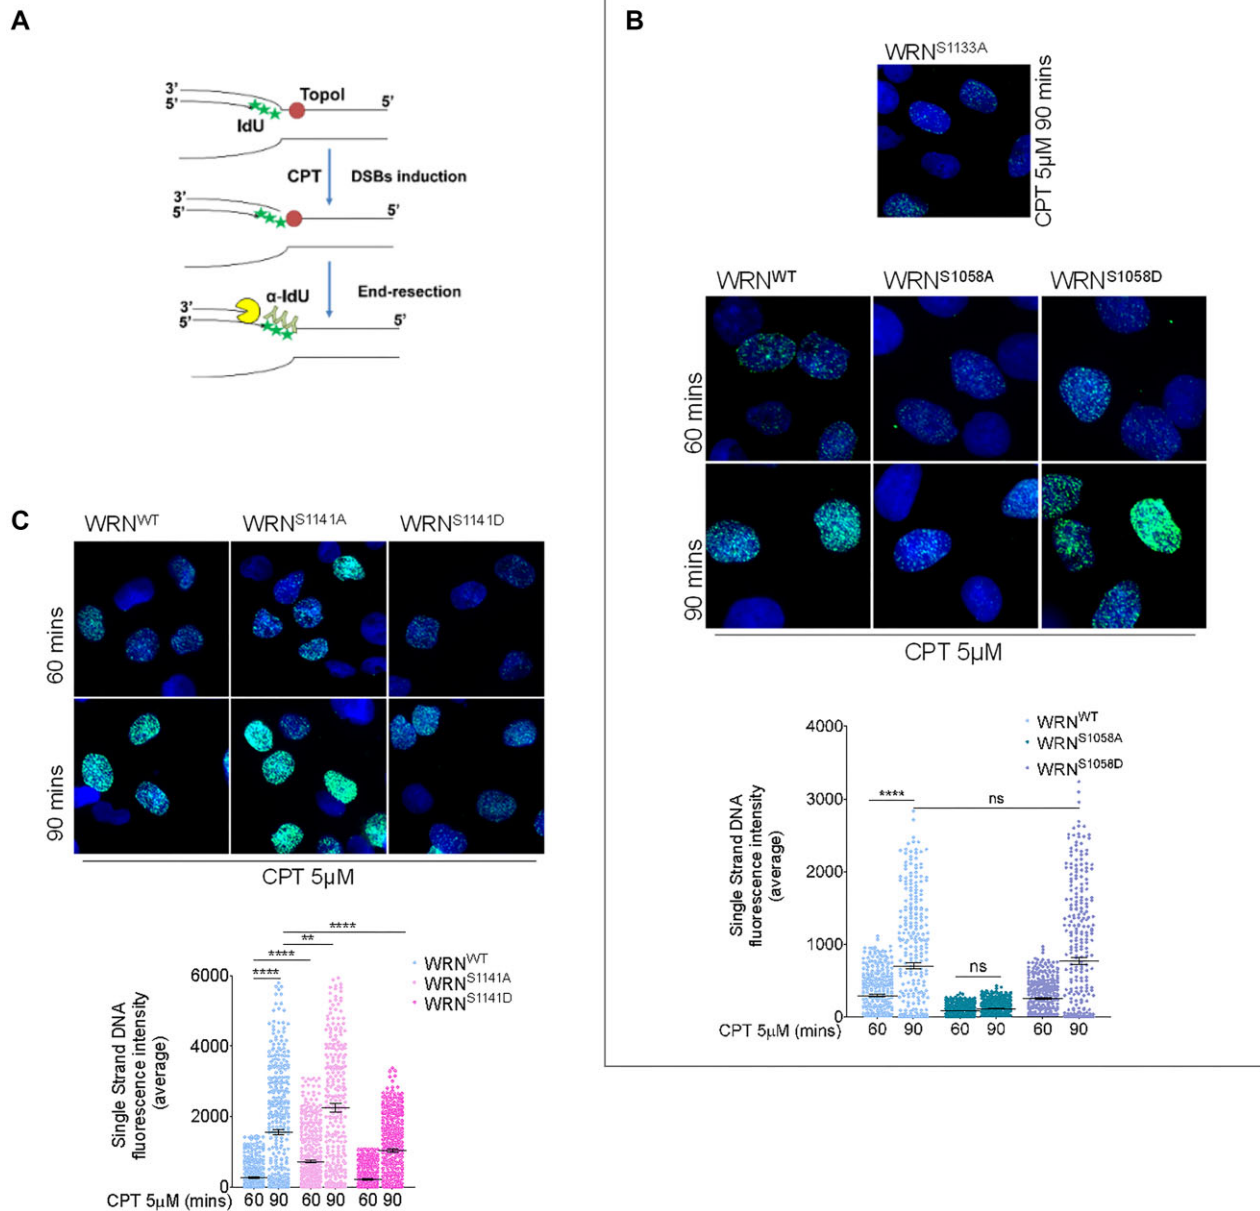 A
3'
5'
TopoI
5'
IdU
CPT
DSBs induction
3'
5'
5'
α-IdU
End-resection
3'
5'
5'
B
WRNS1133A
CPT 5µM 90 mins
WRNWT
WRNS1058A
WRNS1058D
60 mins
90 mins
CPT 5µM
4000
3000
2000
1000
0
Single Strand DNA
fluorescence intensity
(average)
WRNWT
WRNS1058A
WRNS1058D
****
ns
ns
CPT 5µM (mins)
60 90 60 90 60 90
C
WRNWT
WRNS1141A
WRNS1141D
60 mins
90 mins
CPT 5µM
****
**
****
****
WRNWT
WRNS1141A
WRNS1141D
6000
4000
2000
0
Single Strand DNA
fluorescence intensity
(average)
CPT 5µM (mins)
60 90 60 90 60 90